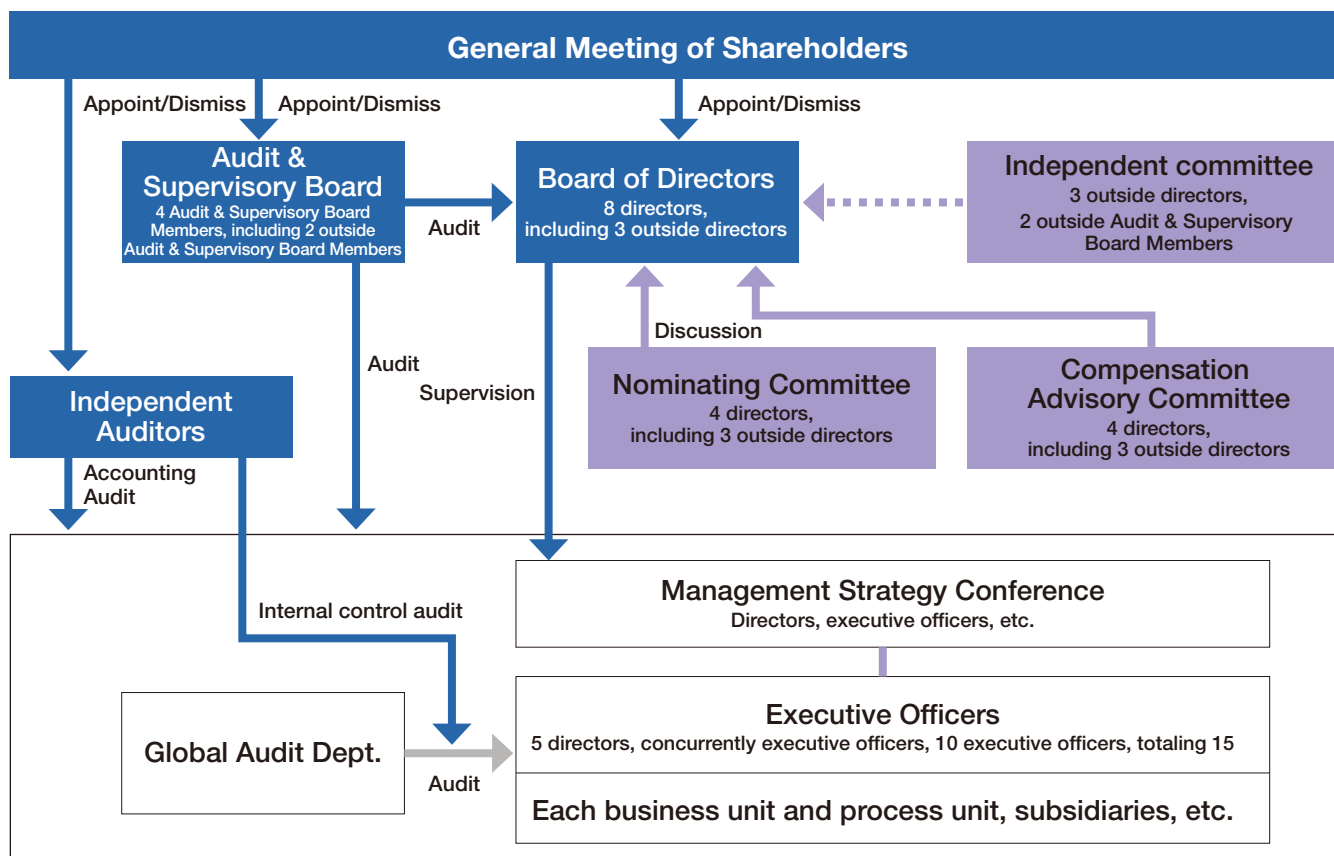 General Meeting of Shareholders
Appoint/Dismiss
Appoint/Dismiss
Appoint/Dismiss
Audit &
Supervisory Board
4 Audit & Supervisory Board
Members, including 2 outside
Audit & Supervisory Board Members
Audit
Board of Directors
8 directors,
including 3 outside directors
Independent committee
3 outside directors,
2 outside Audit & Supervisory
Board Members
Discussion
Audit
Supervision
Nominating Committee
4 directors,
including 3 outside directors
Compensation
Advisory Committee
4 directors,
including 3 outside directors
Independent
Auditors
Accounting
Audit
Internal control audit
Management Strategy Conference
Directors, executive officers, etc.
Global Audit Dept.
Audit
Executive Officers
5 directors, concurrently executive officers, 10 executive officers, totaling 15
Each business unit and process unit, subsidiaries, etc.